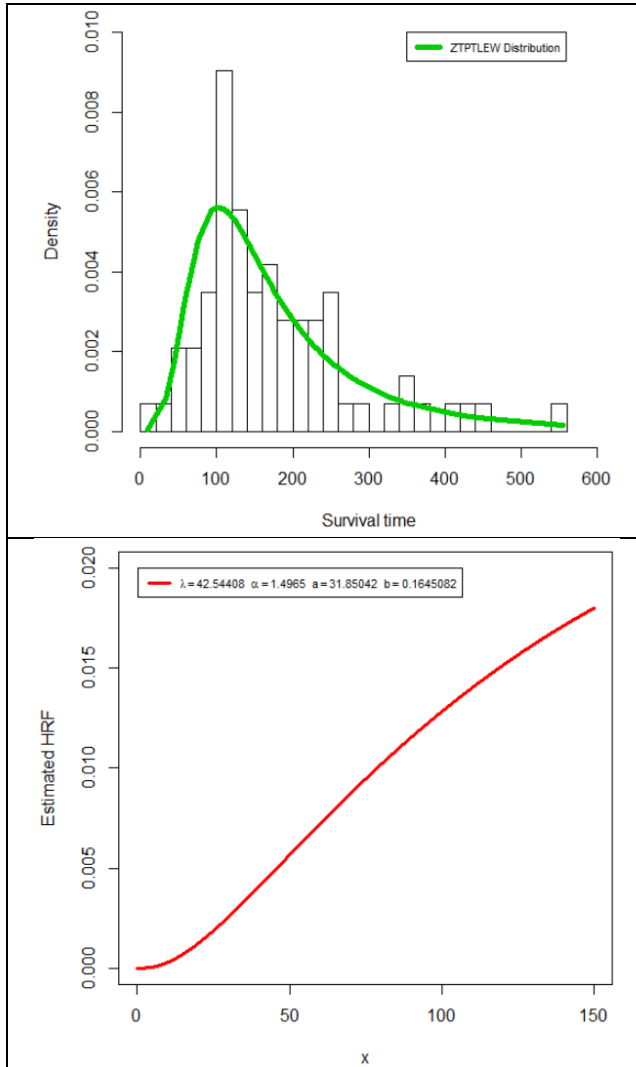 0.010
ZTPTLEW Distribution
0.008
0.006
Density
0.004
0.002
0.000
0 100 200 300 400 500 600
Survival time
0.020
λ = 42.54408 α = 1.4965 a = 31.85042 b = 0.1645082
0.015
Estimated HRF
0.010
0.005
0.000
0 50 100 150
x